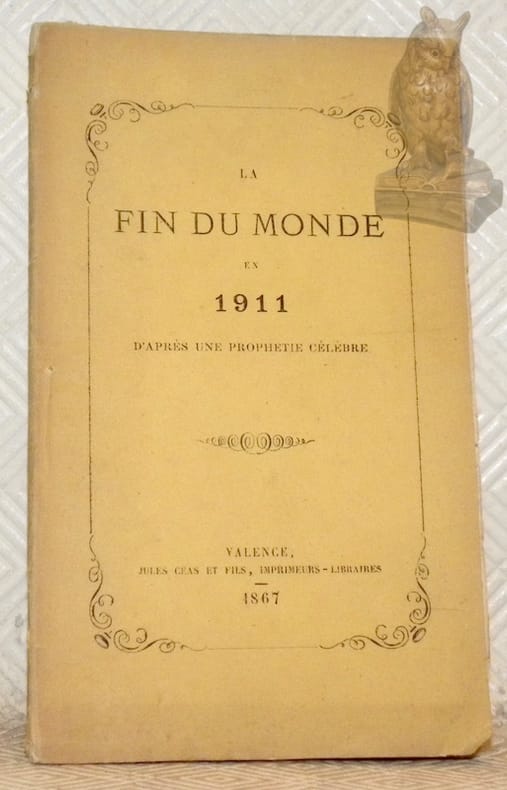 LA
FIN DU MONDE
EN
1911
D'APRÈS UNE PROPHETIE CÉLÈBRE
VALENCE,
JULES CÉAS ET FILS, IMPRIMEURS-LIBRAIRES
1867